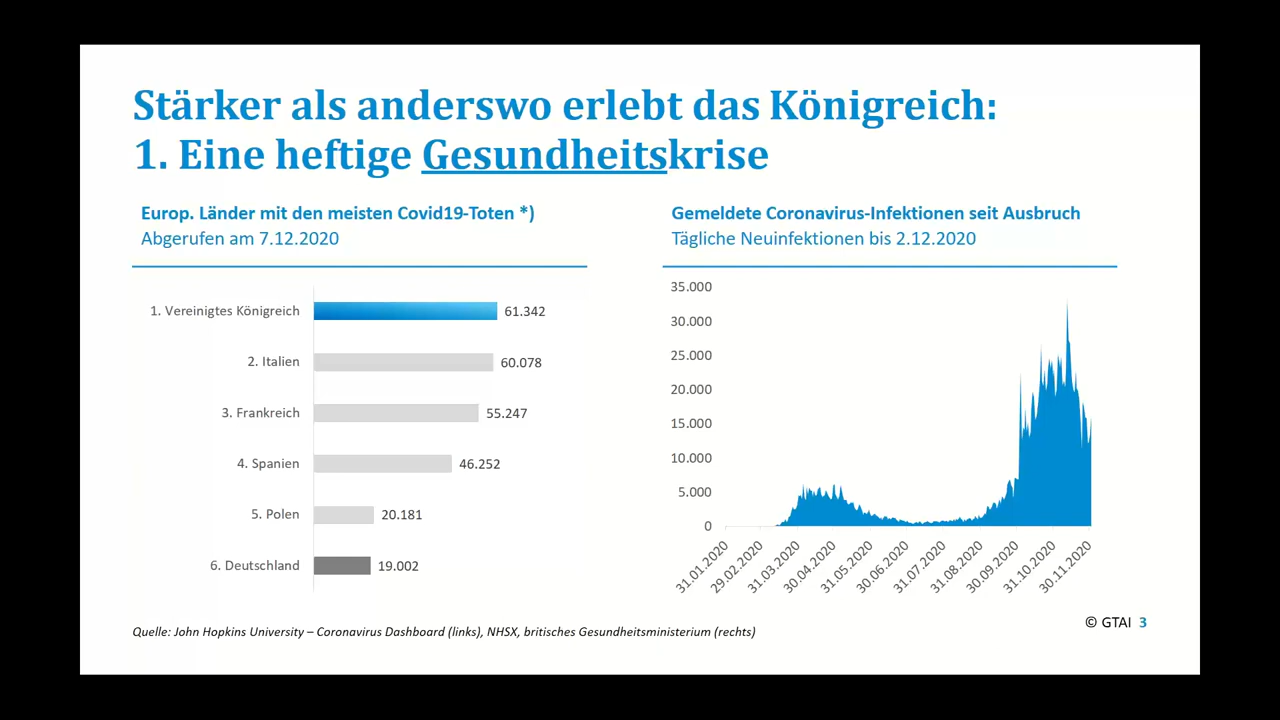 Stärker als anderswo erlebt das Königreich:
1. Eine heftige Gesundheitskrise
Europ. Länder mit den meisten Covid19-Toten *)
Abgerufen am 7.12.2020
1. Vereinigtes Königreich 61.342
2. Italien 60.078
3. Frankreich 55.247
4. Spanien 46.252
5. Polen 20.181
6. Deutschland 19.002
Gemeldete Coronavirus-Infektionen seit Ausbruch
Tägliche Neuinfektionen bis 2.12.2020
35.000
30.000
25.000
20.000
15.000
10.000
5.000
0
31.01.2020
29.02.2020
31.03.2020
30.04.2020
31.05.2020
30.06.2020
31.07.2020
31.08.2020
30.09.2020
31.10.2020
30.11.2020
Quelle: John Hopkins University – Coronavirus Dashboard (links), NHSX, britisches Gesundheitsministerium (rechts)
© GTAI 3